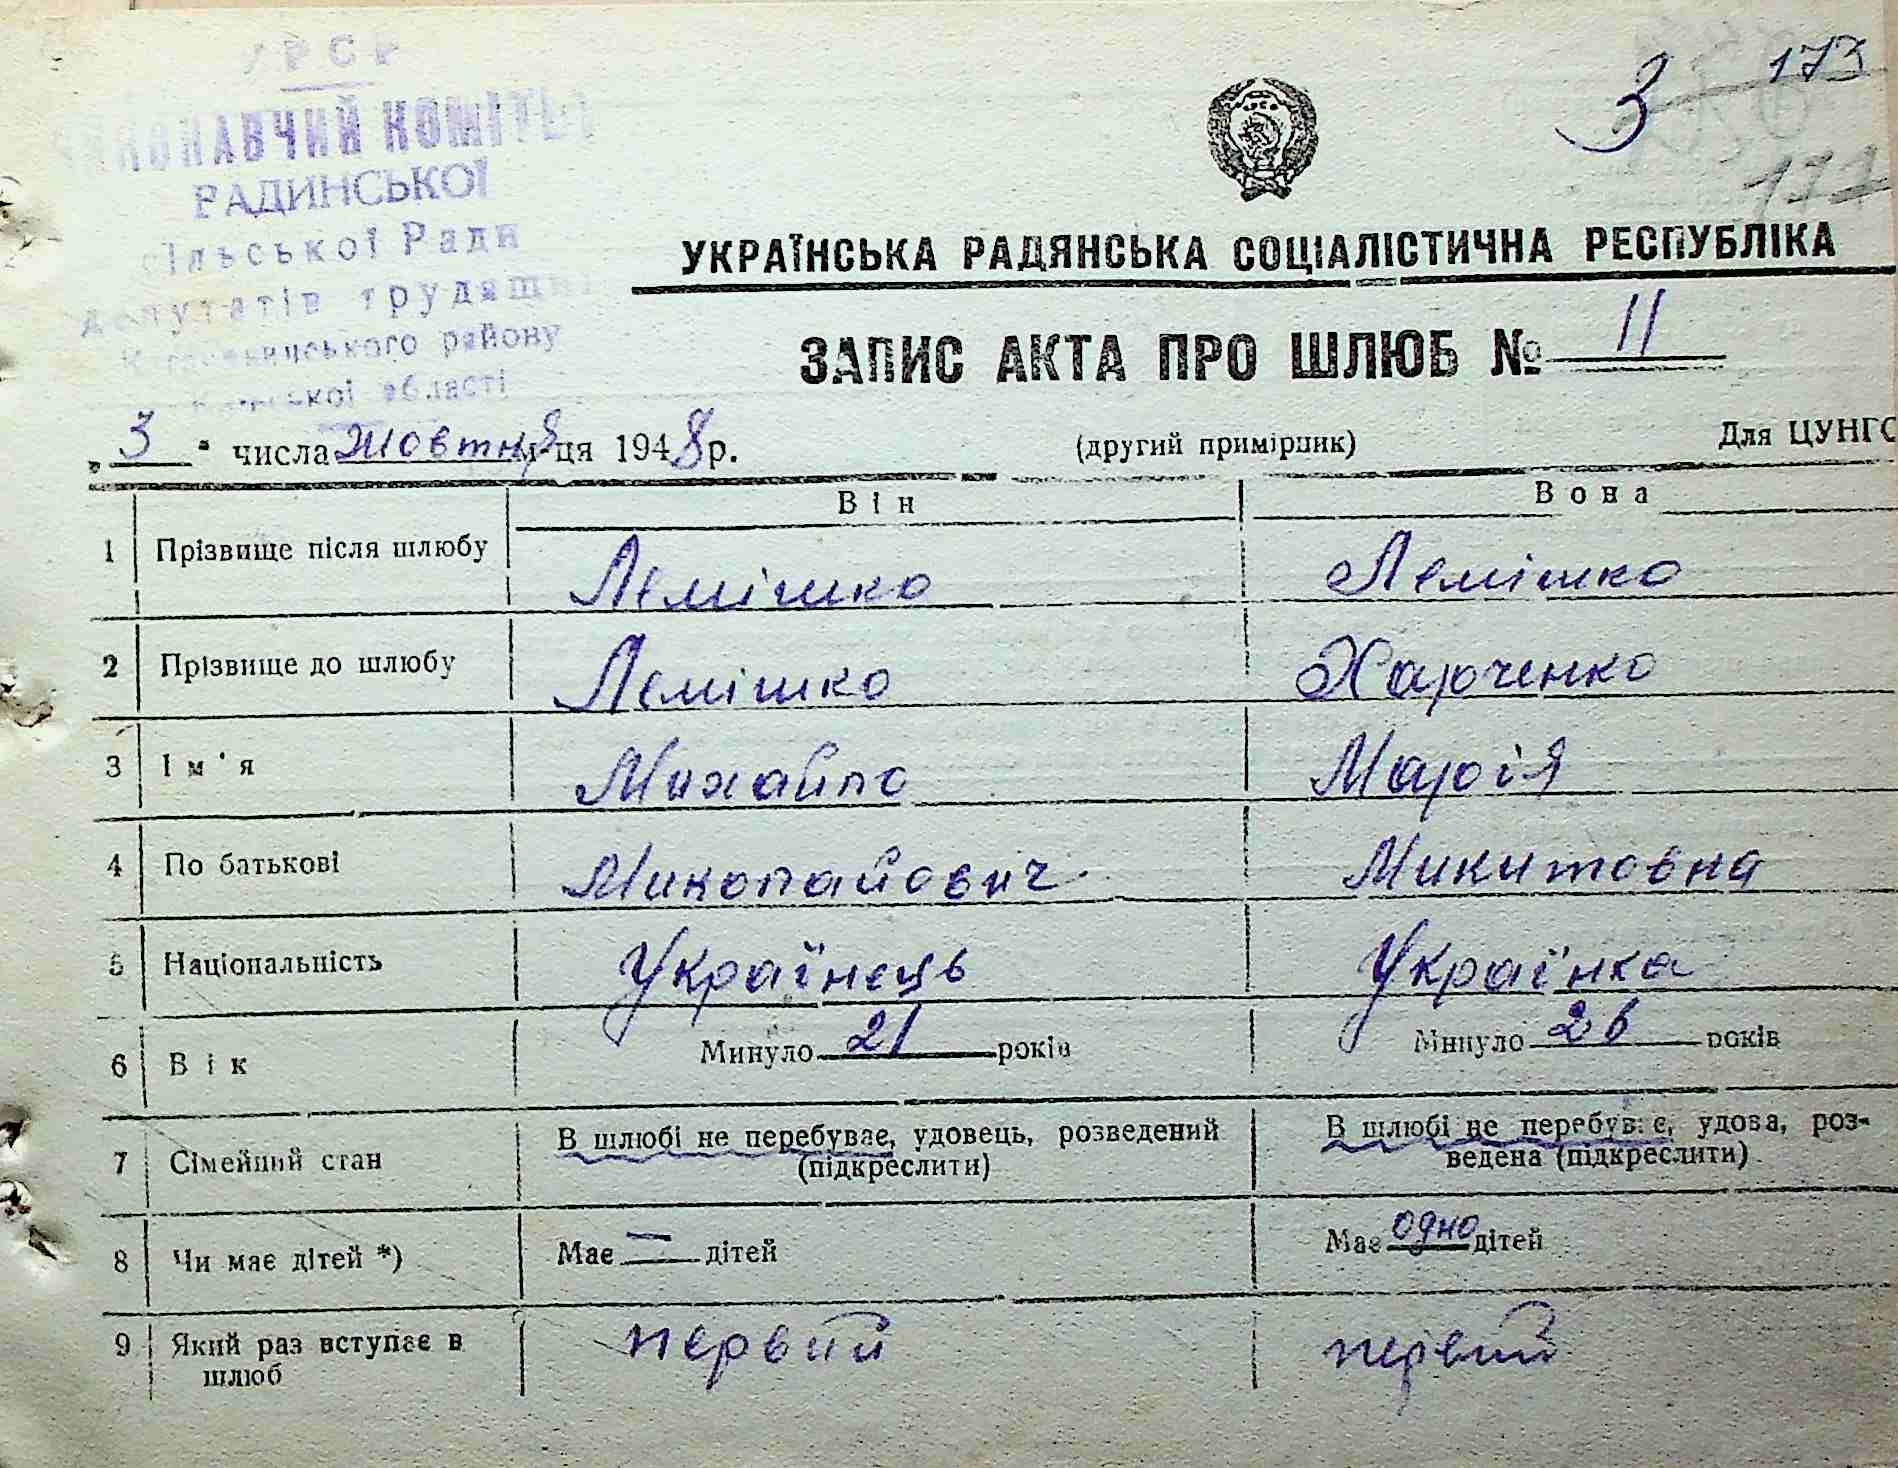 УРСР
ВИКОНАВЧИЙ КОМІТЕТ
РАДИНСЬКОЇ
сільської Ради
депутатів трудящих
району
області
3 173
171
УКРАЇНСЬКА РАДЯНСЬКА СОЦІАЛІСТИЧНА РЕСПУБЛІКА
ЗАПИС АКТА ПРО ШЛЮБ № 11
„3“ числа жовтня м-ця 1948 р. (другий примірник) Для ЦУНГО
Він Вона
1 Прізвище після шлюбу Лемішко Лемішко
2 Прізвище до шлюбу Лемішко Харченко
3 Ім'я Михайло Марія
4 По батькові Миколайович Микитовна
5 Національність Українець Українка
6 Вік Минуло 21 років Минуло 26 років
7 Сімейний стан В шлюбі не перебуває, удовець, розведений (підкреслити) В шлюбі не перебуває, удова, розведена (підкреслити)
8 Чи має дітей *) Має — дітей Має одно дітей
9 Який раз вступає в шлюб первий первий